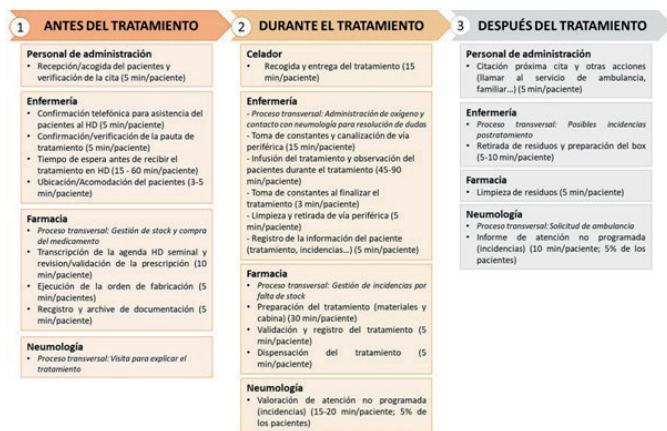 1 ANTES DEL TRATAMIENTO
Personal de administración
• Recepción/acogida del pacientes y
verificación de la cita (5 min/paciente)
Enfermería
• Confirmación telefónica para asistencia del
pacientes al HD (5 min/paciente)
• Confirmación/verificación de la pauta de
tratamiento (5 min/paciente)
• Tiempo de espera antes de recibir el
tratamiento en HD (15 - 60 min/paciente)
• Ubicación/Acomodación del pacientes (3-5
min/paciente)
Farmacia
• Proceso transversal: Gestión de stock y compra
del medicamento
• Transcripción de la agenda HD seminal y
revision/validación de la prescripción (10
min/paciente)
• Ejecución de la orden de fabricación (5
min/pacientes)
• Recgistro y archive de documentación (5
min/paciente)
Neumología
• Proceso transversal: Visita para explicar el
tratamiento
2 DURANTE EL TRATAMIENTO
Celador
• Recogida y entrega del tratamiento (15
min/paciente)
Enfermería
- Proceso transversal: Administración de oxígeno y
contacto con neumología para resolución de dudas
- Toma de constantes y canalización de vía
periférica (15 min/paciente)
- Infusión del tratamiento y observación del
pacientes durante el tratamiento (45-90
min/paciente)
- Toma de constantes al finalizar el
tratamiento (3 min/paciente)
- Limpieza y retirada de vía periférica (5
min/paciente)
- Registro de la información del paciente
(tratamiento, incidencias...) (5 min/paciente)
Farmacia
• Proceso transversal: Gestión de incidencias por
falta de stock
• Preparación del tratamiento (materiales y
cabina) (30 min/paciente)
• Validación y registro del tratamiento (5
min/paciente)
• Dispensación del tratamiento (5
min/paciente)
Neumología
• Valoración de atención no programada
(incidencias) (15-20 min/paciente; 5% de
los pacientes)
3 DESPUÉS DEL TRATAMIENTO
Personal de administración
• Citación próxima cita y otras acciones
(llamar al servicio de ambulancia,
familiar...) (5 min/paciente)
Enfermería
• Proceso transversal: Posibles incidencias
postratamiento
• Retirada de residuos y preparación del box
(5-10 min/paciente)
Farmacia
• Limpieza de residuos (5 min/paciente)
Neumología
• Proceso transversal: Solicitud de ambulancia
• Informe de atención no programada
(incidencias) (10 min/paciente; 5% de los
pacientes)